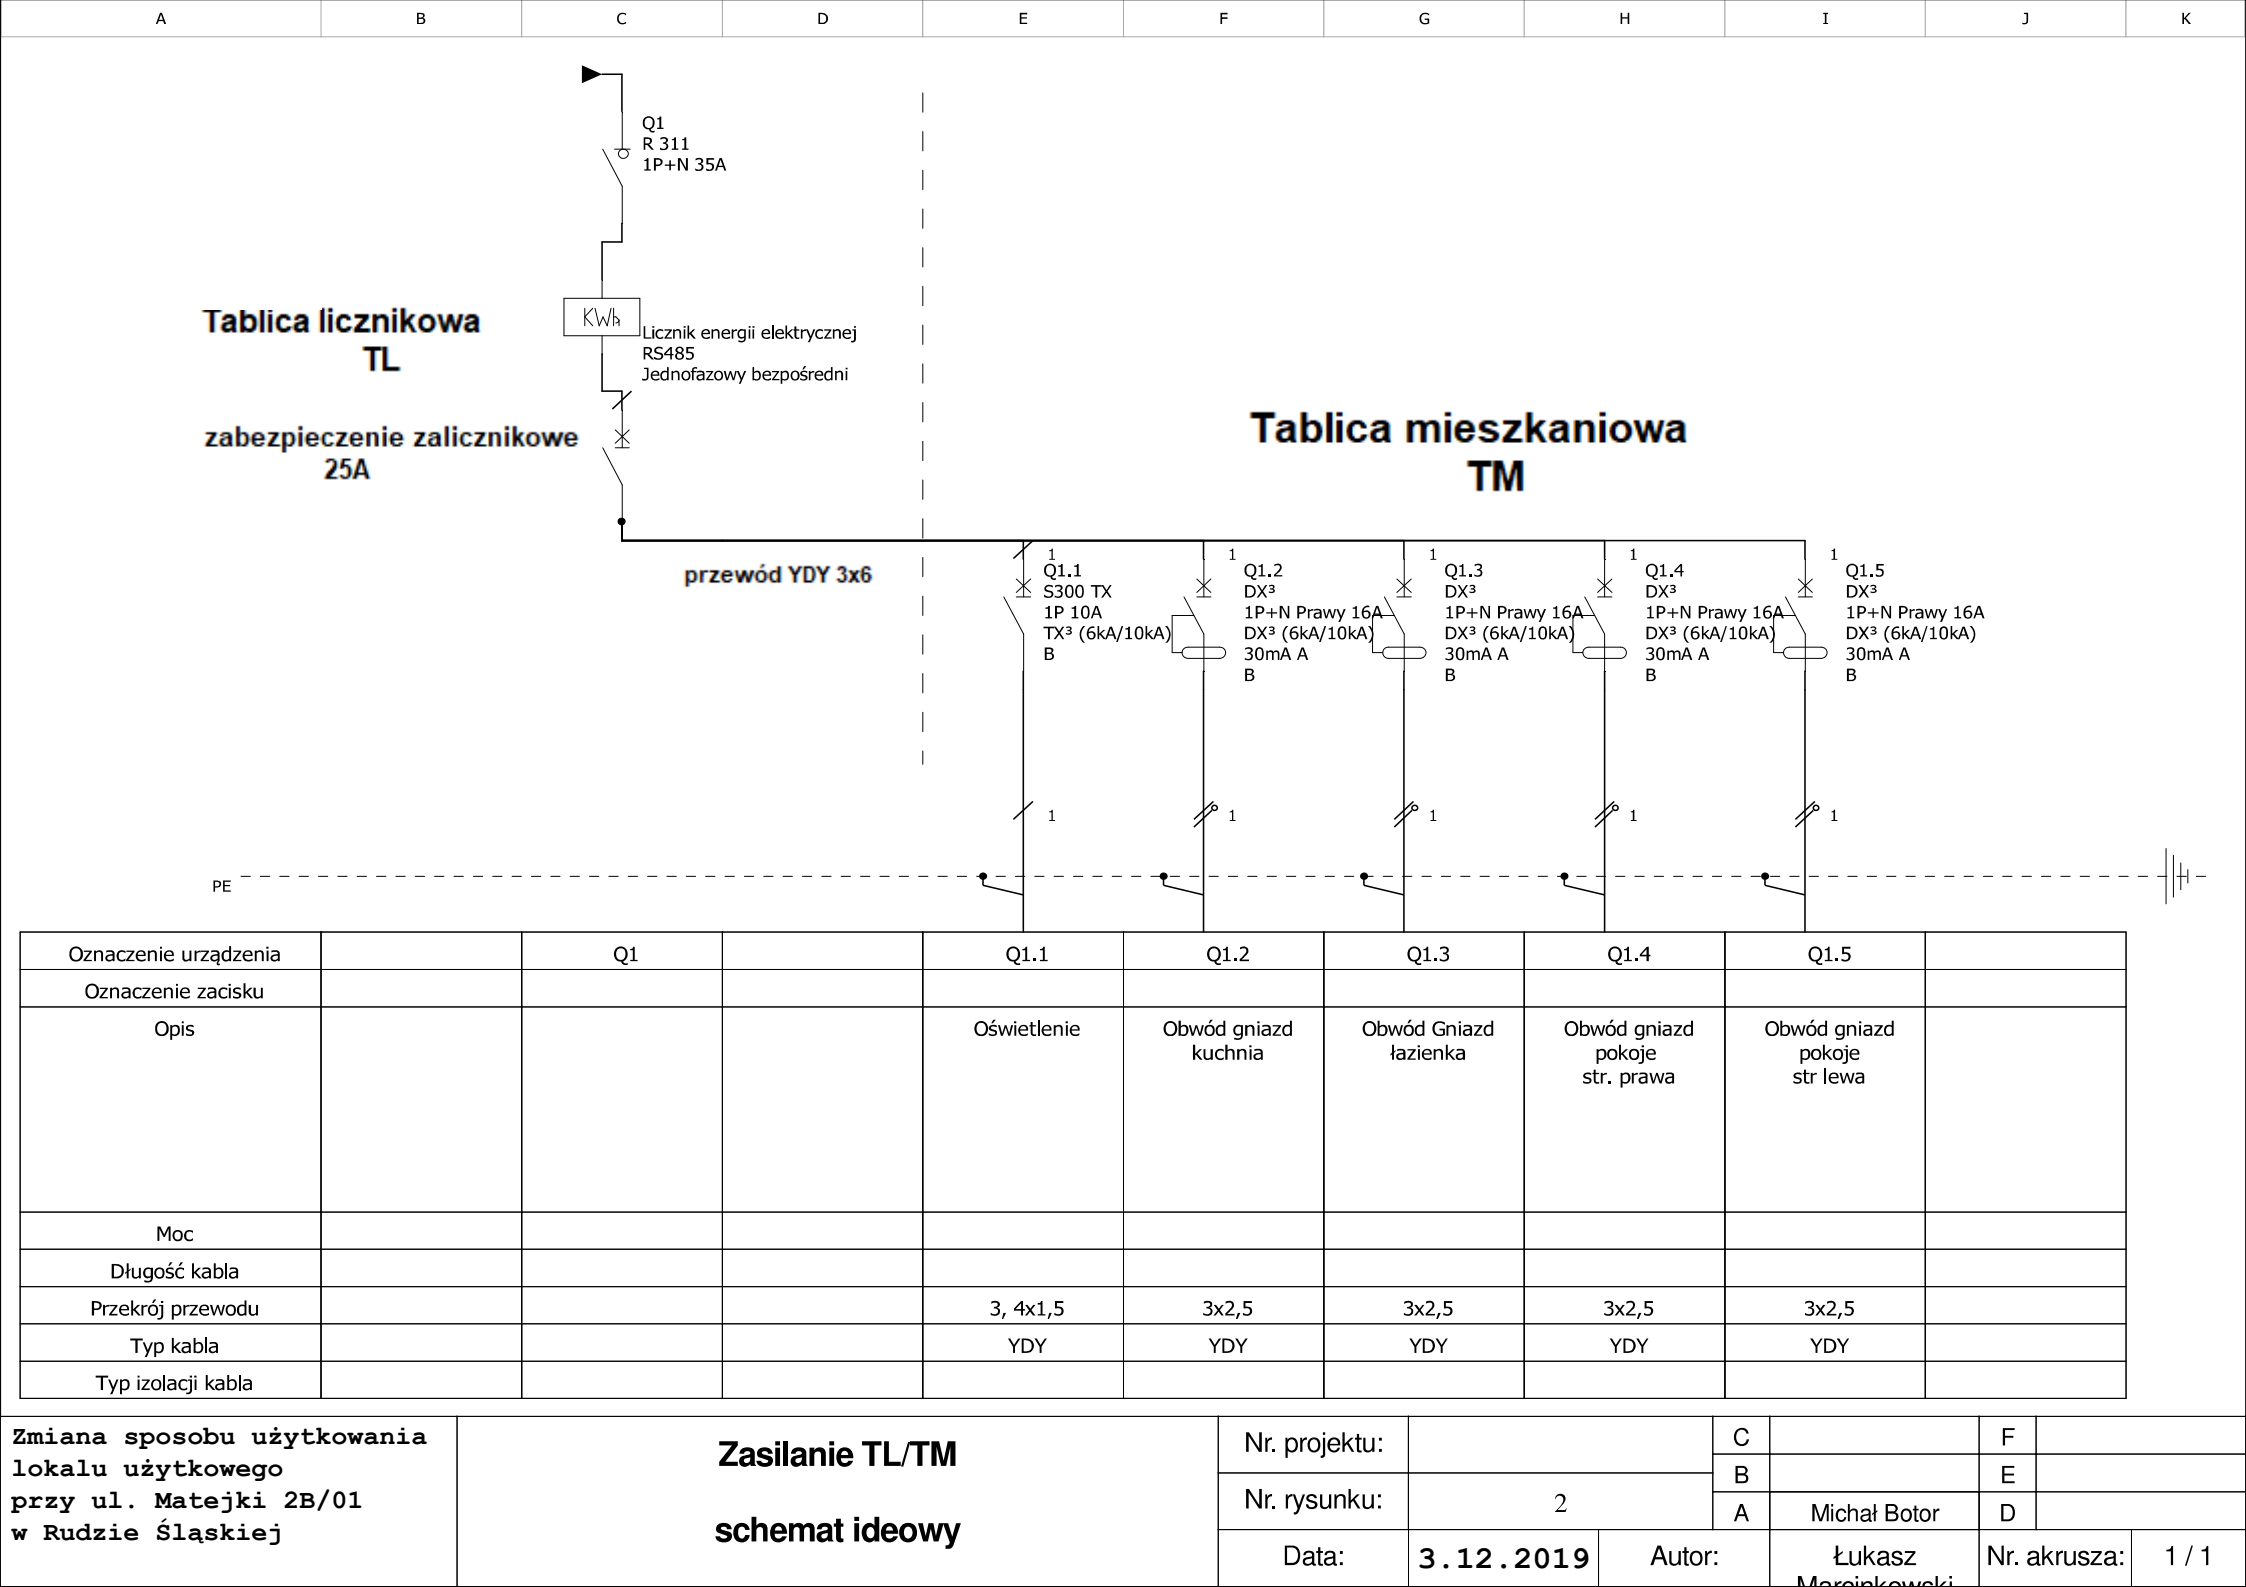 A B C D E F G H I J K
Q1
R 311
1P+N 35A
Tablica licznikowa
TL
KWh
Licznik energii elektrycznej
RS485
Jednofazowy bezpośredni
zabezpieczenie zalicznikowe
25A
Tablica mieszkaniowa
TM
przewód YDY 3x6
1
Q1.1
S300 TX
1P 10A
TX³ (6kA/10kA)
B
1
Q1.2
DX³
1P+N Prawy 16A
DX³ (6kA/10kA)
30mA A
B
1
Q1.3
DX³
1P+N Prawy 16A
DX³ (6kA/10kA)
30mA A
B
1
Q1.4
DX³
1P+N Prawy 16A
DX³ (6kA/10kA)
30mA A
B
1
Q1.5
DX³
1P+N Prawy 16A
DX³ (6kA/10kA)
30mA A
B
1 1 1 1 1
PE
Oznaczenie urządzenia Q1 Q1.1 Q1.2 Q1.3 Q1.4 Q1.5
Oznaczenie zacisku
Opis Oświetlenie Obwód gniazd Obwód Gniazd Obwód gniazd Obwód gniazd
kuchnia łazienka pokoje pokoje
str. prawa str lewa
Moc
Długość kabla
Przekrój przewodu 3, 4x1,5 3x2,5 3x2,5 3x2,5 3x2,5
Typ kabla YDY YDY YDY YDY YDY
Typ izolacji kabla
Zmiana sposobu użytkowania
lokalu użytkowego
przy ul. Matejki 2B/01
w Rudzie Śląskiej
Zasilanie TL/TM
schemat ideowy
Nr. projektu:
Nr. rysunku: 2
C F
B E
A Michał Botor D
Data: 3.12.2019 Autor: Łukasz
Marcinkowski
Nr. akrusza: 1 / 1